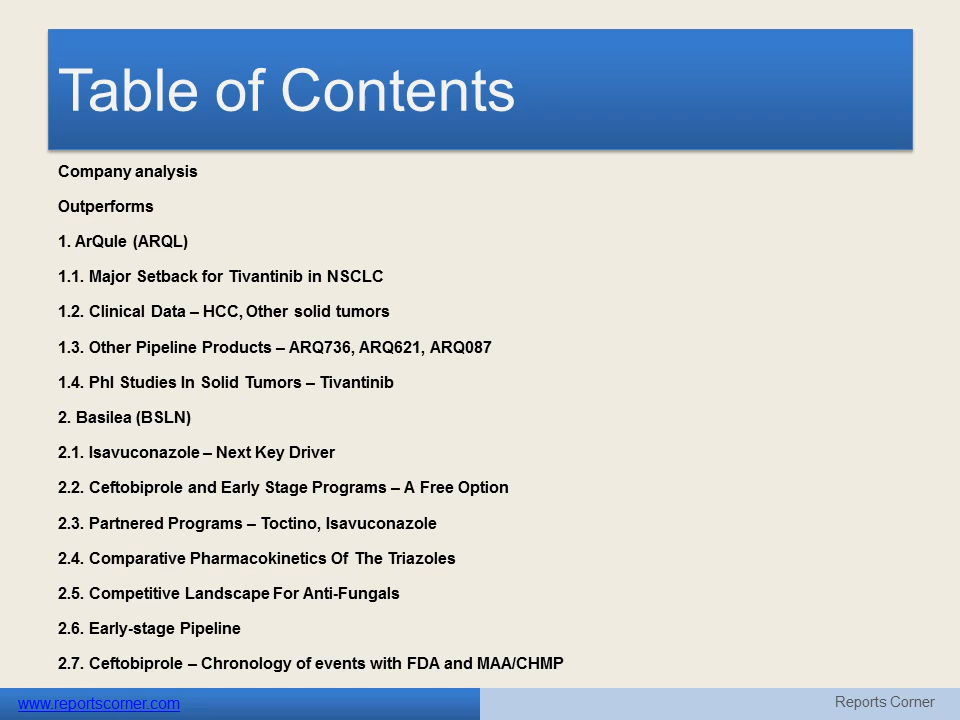 Table of Contents
Company analysis
Outperforms
1. ArQule (ARQL)
1.1. Major Setback for Tivantinib in NSCLC
1.2. Clinical Data – HCC, Other solid tumors
1.3. Other Pipeline Products – ARQ736, ARQ621, ARQ087
1.4. PhI Studies In Solid Tumors – Tivantinib
2. Basilea (BSLN)
2.1. Isavuconazole – Next Key Driver
2.2. Ceftobiprole and Early Stage Programs – A Free Option
2.3. Partnered Programs – Toctino, Isavuconazole
2.4. Comparative Pharmacokinetics Of The Triazoles
2.5. Competitive Landscape For Anti-Fungals
2.6. Early-stage Pipeline
2.7. Ceftobiprole – Chronology of events with FDA and MAA/CHMP
www.reportscorner.com
Reports Corner